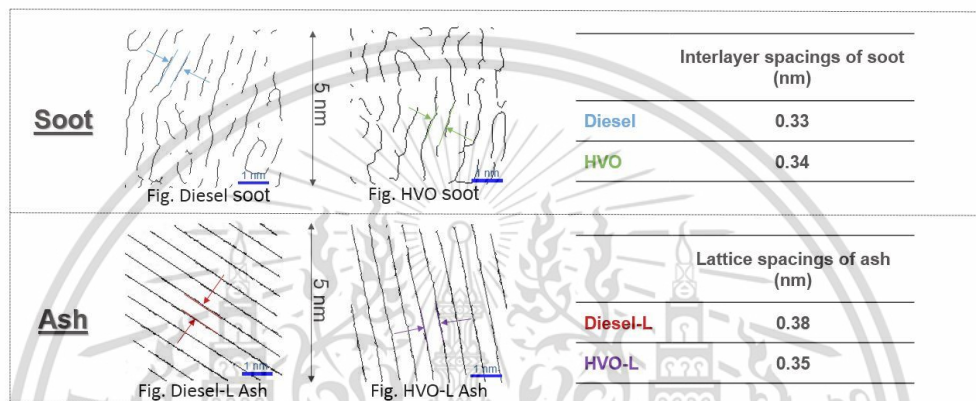 Soot
1 nm
Fig. Diesel soot
5 nm
1 nm
Fig. HVO soot
Interlayer spacings of soot
(nm)
Diesel 0.33
HVO 0.34
Ash
1 nm
Fig. Diesel-L Ash
5 nm
1 nm
Fig. HVO-L Ash
Lattice spacings of ash
(nm)
Diesel-L 0.38
HVO-L 0.35